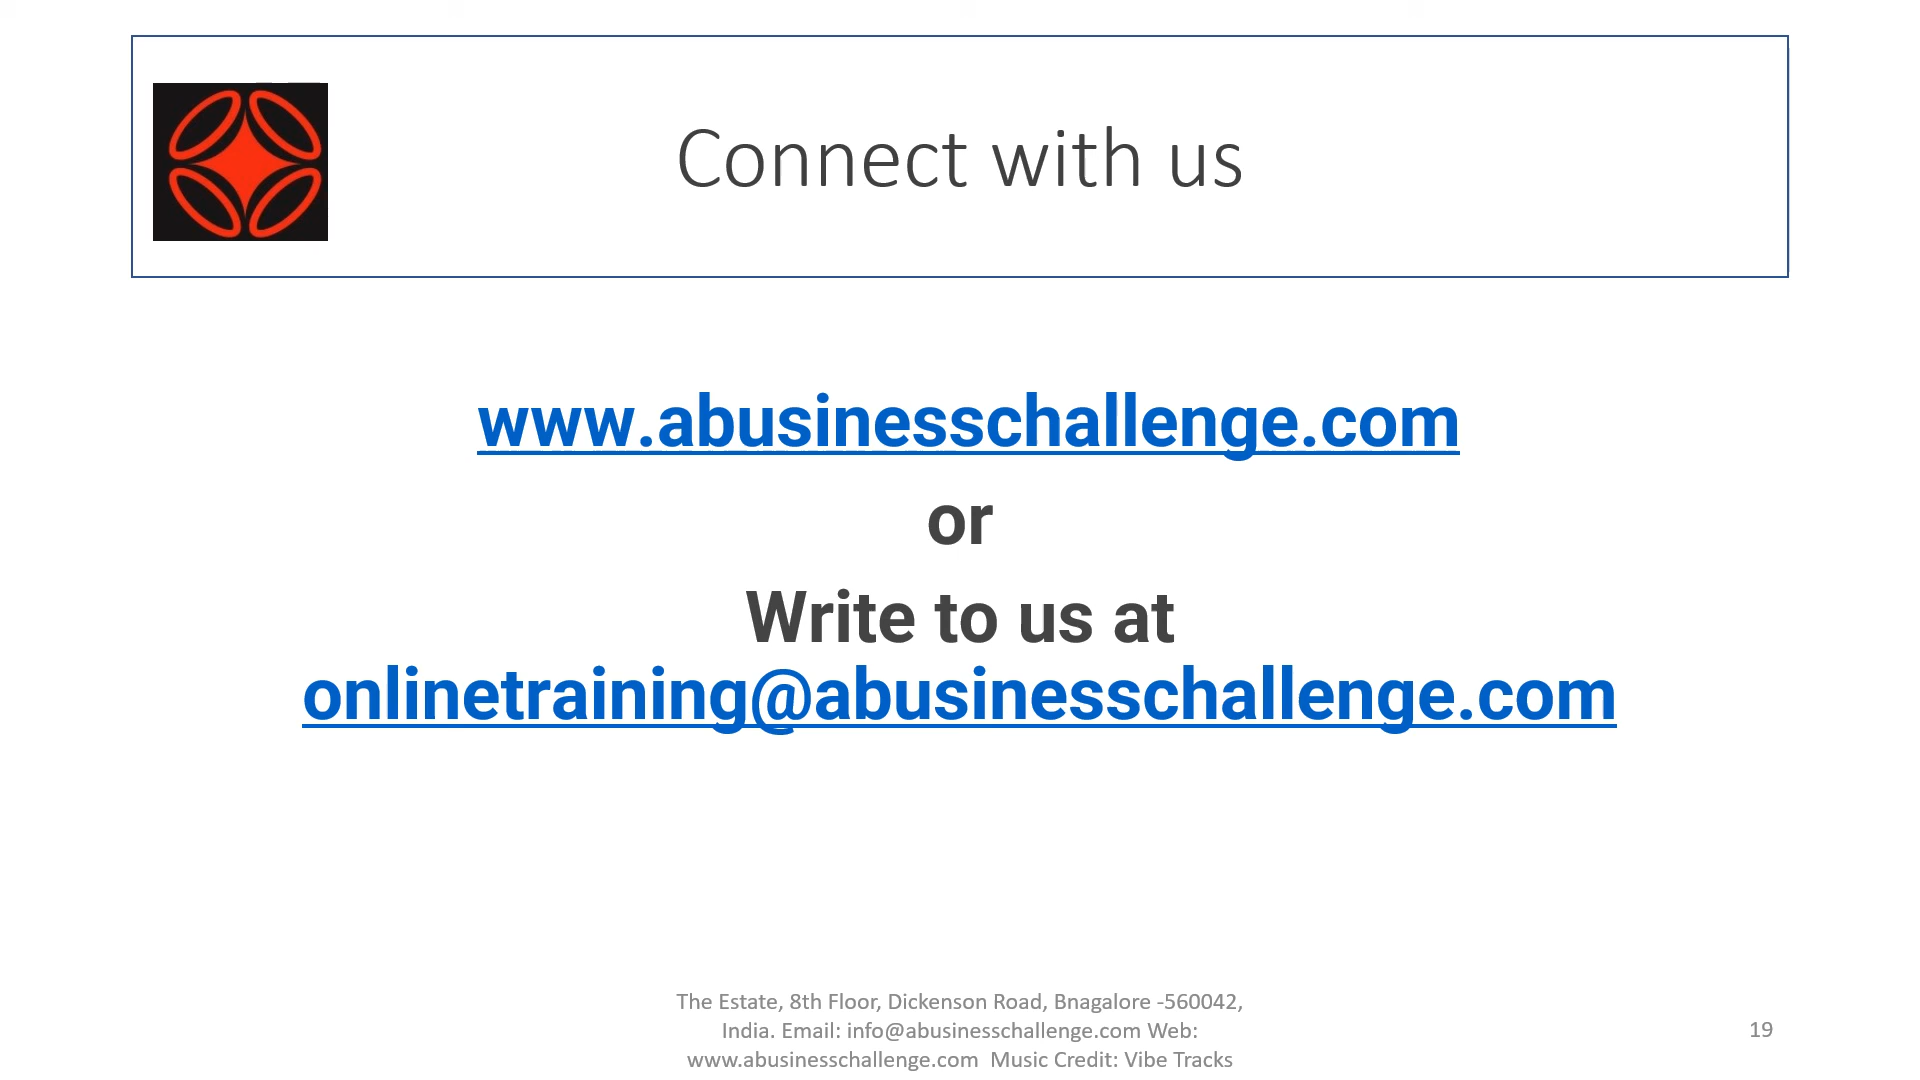 Connect with us
www.abusinesschallenge.com
or
Write to us at
onlinetraining@abusinesschallenge.com
The Estate, 8th Floor, Dickenson Road, Bnagalore -560042,
India. Email: info@abusinesschallenge.com Web:
www.abusinesschallenge.com  Music Credit: Vibe Tracks
19